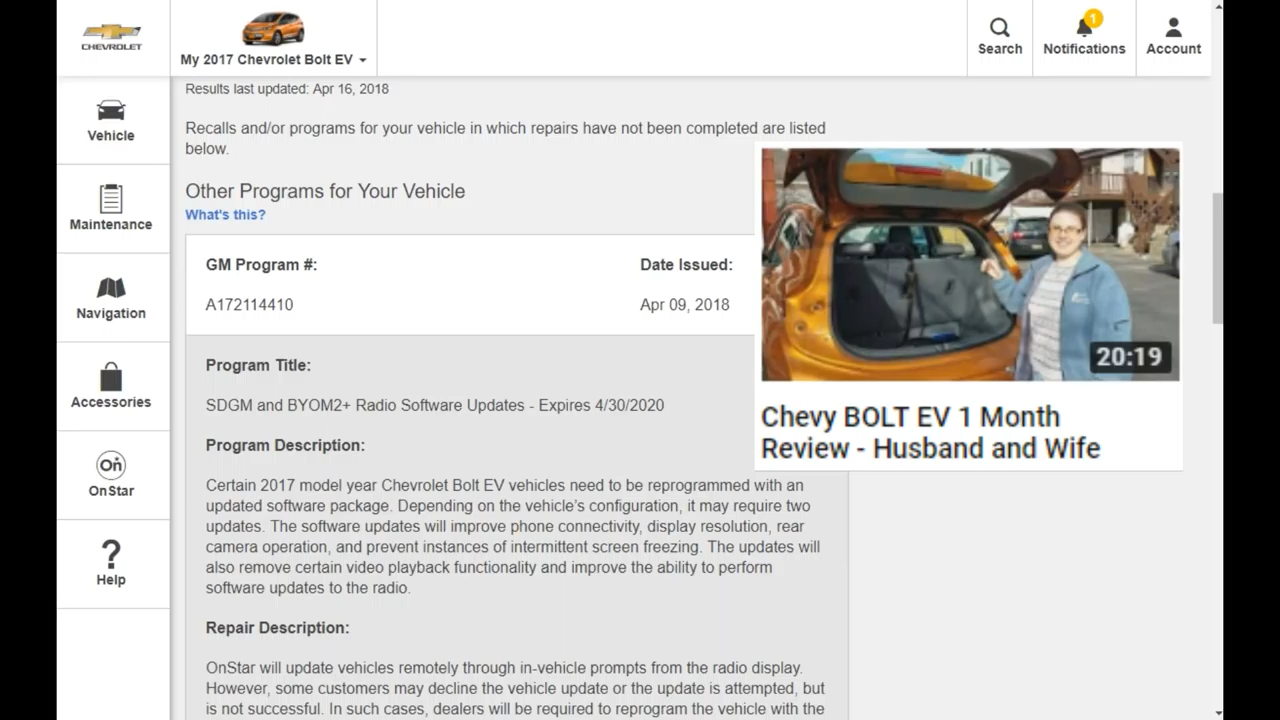 CHEVROLET
My 2017 Chevrolet Bolt EV
Search
1
Notifications
Account
Vehicle
Maintenance
Navigation
Accessories
On
OnStar
?
Help
Results last updated: Apr 16, 2018
Recalls and/or programs for your vehicle in which repairs have not been completed are listed
below.
Other Programs for Your Vehicle
What's this?
GM Program #:
Date Issued:
A172114410
Apr 09, 2018
Program Title:
SDGM and BYOM2+ Radio Software Updates - Expires 4/30/2020
Program Description:
Certain 2017 model year Chevrolet Bolt EV vehicles need to be reprogrammed with an
updated software package. Depending on the vehicle's configuration, it may require two
updates. The software updates will improve phone connectivity, display resolution, rear
camera operation, and prevent instances of intermittent screen freezing. The updates will
also remove certain video playback functionality and improve the ability to perform
software updates to the radio.
Repair Description:
OnStar will update vehicles remotely through in-vehicle prompts from the radio display.
However, some customers may decline the vehicle update or the update is attempted, but
is not successful. In such cases, dealers will be required to reprogram the vehicle with the
20:19
Chevy BOLT EV 1 Month
Review - Husband and Wife